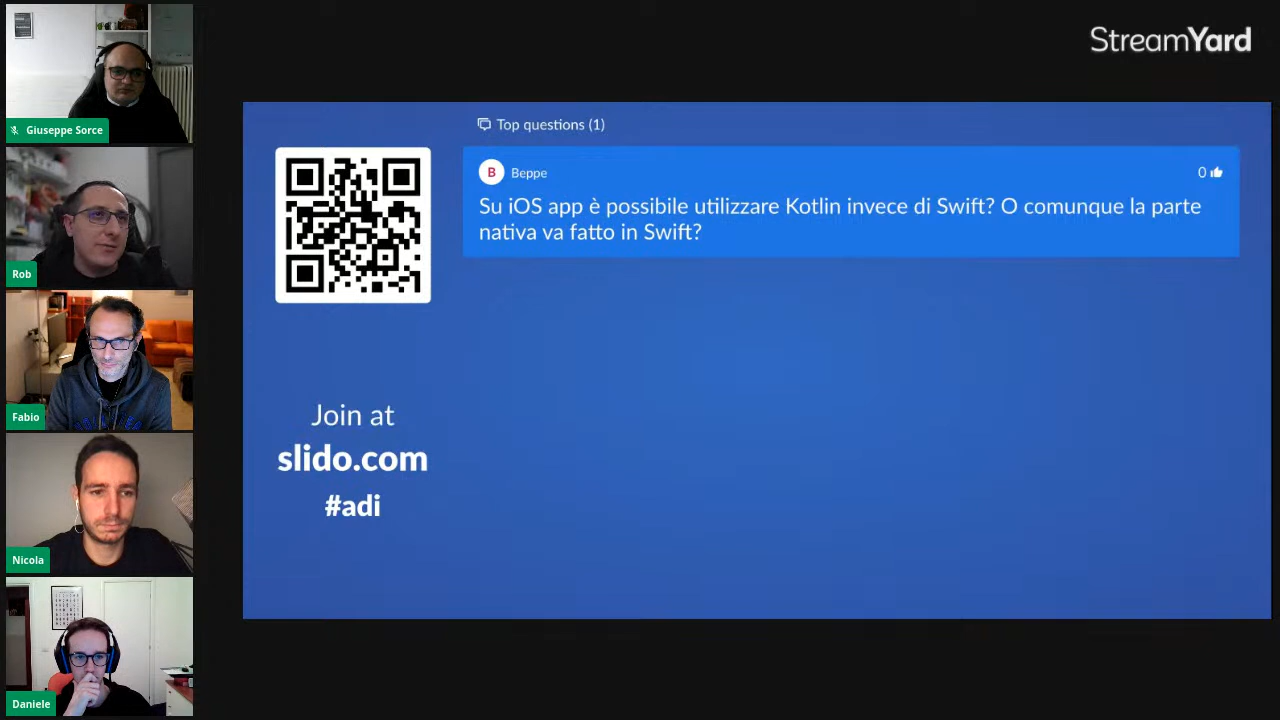 StreamYard
Giuseppe Sorce
Rob
Fabio
Nicola
Daniele
Top questions (1)
B Beppe 0
Su iOS app è possibile utilizzare Kotlin invece di Swift? O comunque la parte
nativa va fatto in Swift?
Join at
slido.com
#adi